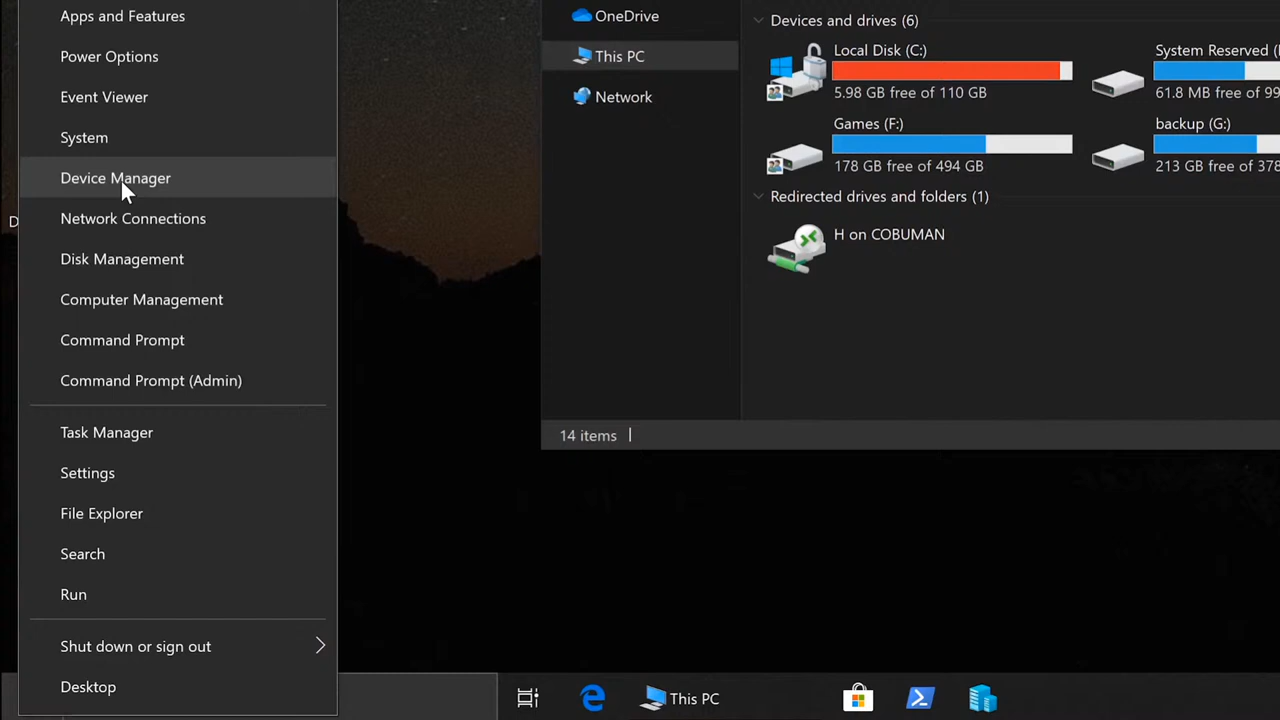 Apps and Features
Power Options
Event Viewer
System
Device Manager
Network Connections
Disk Management
Computer Management
Command Prompt
Command Prompt (Admin)
Task Manager
Settings
File Explorer
Search
Run
Shut down or sign out
Desktop
D
OneDrive
This PC
Network
Devices and drives (6)
Local Disk (C:)
5.98 GB free of 110 GB
System Reserved (
61.8 MB free of 99
Games (F:)
178 GB free of 494 GB
backup (G:)
213 GB free of 378
Redirected drives and folders (1)
H on COBUMAN
14 items
This PC